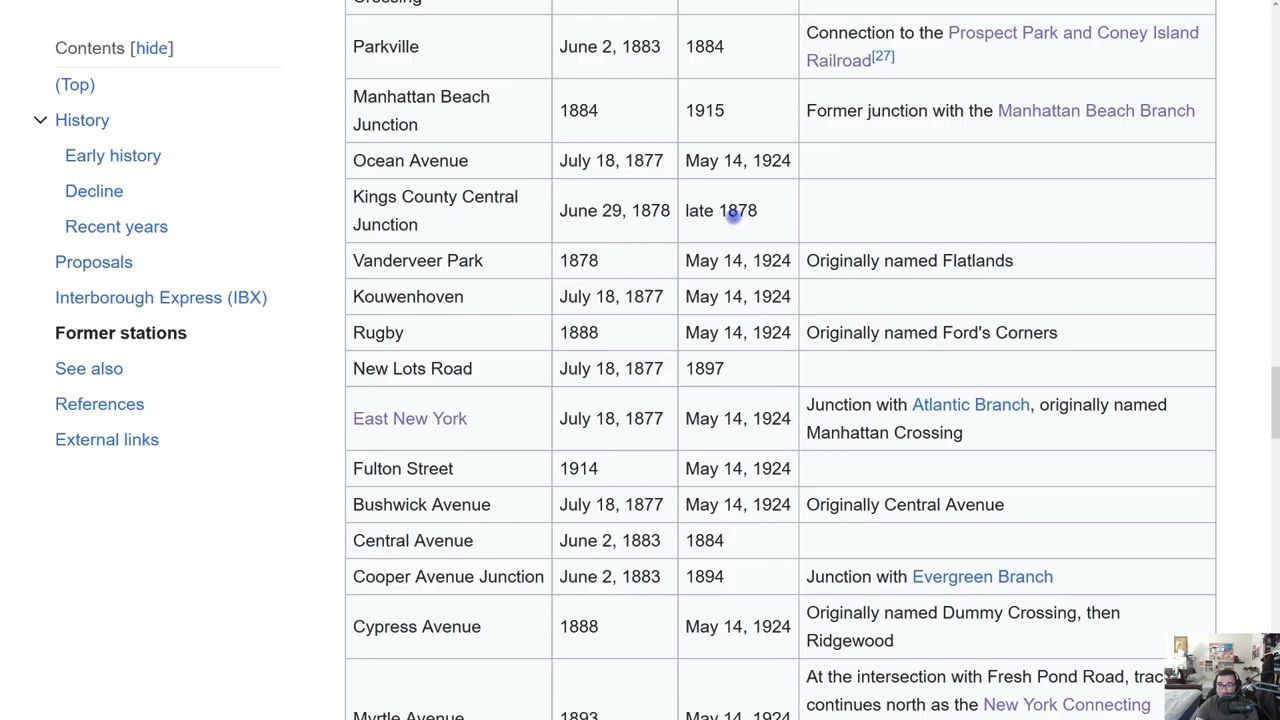 Crossing
Contents [hide]
(Top)
History
Early history
Decline
Recent years
Proposals
Interborough Express (IBX)
Former stations
See also
References
External links
Parkville June 2, 1883 1884 Connection to the Prospect Park and Coney Island
Railroad[27]
Manhattan Beach
Junction 1884 1915 Former junction with the Manhattan Beach Branch
Ocean Avenue July 18, 1877 May 14, 1924
Kings County Central
Junction June 29, 1878 late 1878
Vanderveer Park 1878 May 14, 1924 Originally named Flatlands
Kouwenhoven July 18, 1877 May 14, 1924
Rugby 1888 May 14, 1924 Originally named Ford's Corners
New Lots Road July 18, 1877 1897
East New York July 18, 1877 May 14, 1924 Junction with Atlantic Branch, originally named
Manhattan Crossing
Fulton Street 1914 May 14, 1924
Bushwick Avenue July 18, 1877 May 14, 1924 Originally Central Avenue
Central Avenue June 2, 1883 1884
Cooper Avenue Junction June 2, 1883 1894 Junction with Evergreen Branch
Cypress Avenue 1888 May 14, 1924 Originally named Dummy Crossing, then
Ridgewood
At the intersection with Fresh Pond Road, trac
continues north as the New York Connecting
Myrtle Avenue 1893 May 14, 1924